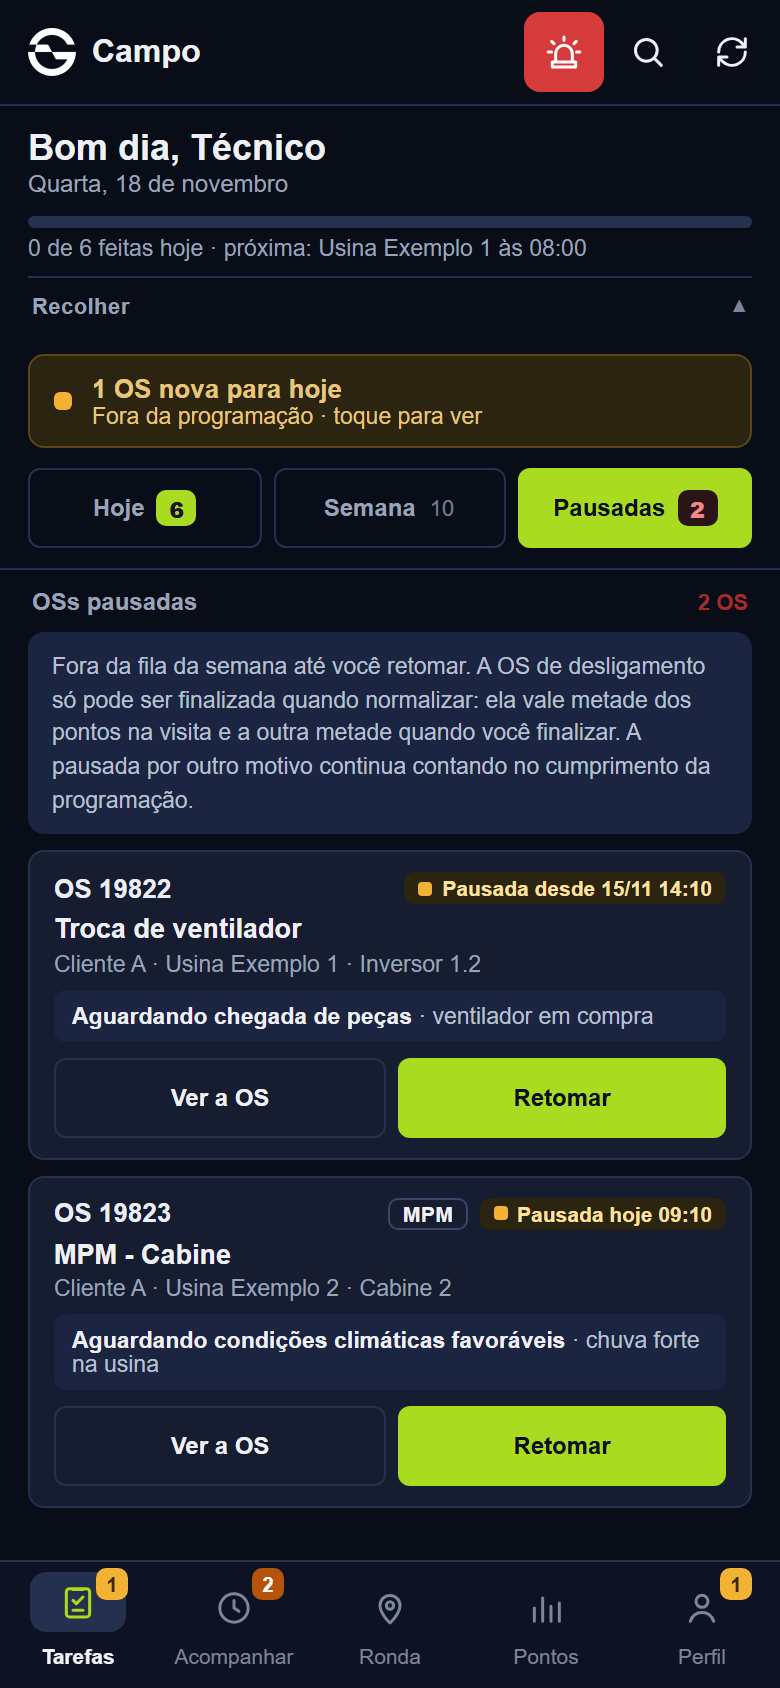 Campo
Bom dia, Técnico
Quarta, 18 de novembro
0 de 6 feitas hoje · próxima: Usina Exemplo 1 às 08:00
Recolher ▲
1 OS nova para hoje
Fora da programação · toque para ver
Hoje 6 Semana 10 Pausadas 2
OSs pausadas 2 OS
Fora da fila da semana até você retomar. A OS de desligamento
só pode ser finalizada quando normalizar: ela vale metade dos
pontos na visita e a outra metade quando você finalizar. A
pausada por outro motivo continua contando no cumprimento da
programação.
OS 19822 Pausada desde 15/11 14:10
Troca de ventilador
Cliente A · Usina Exemplo 1 · Inversor 1.2
Aguardando chegada de peças · ventilador em compra
Ver a OS Retomar
OS 19823 MPM Pausada hoje 09:10
MPM - Cabine
Cliente A · Usina Exemplo 2 · Cabine 2
Aguardando condições climáticas favoráveis · chuva forte
na usina
Ver a OS Retomar
1 2 1
Tarefas Acompanhar Ronda Pontos Perfil